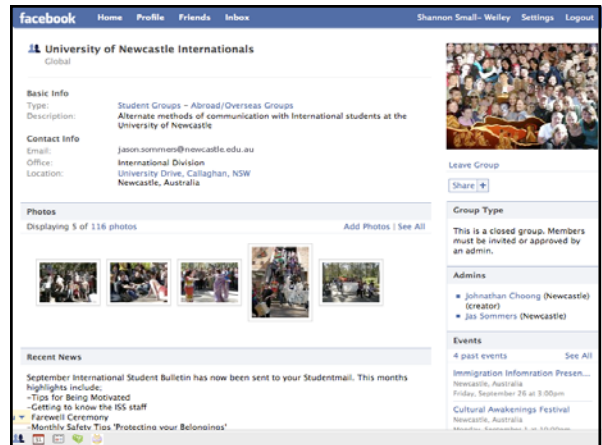 facebook Home Profile Friends Inbox Shannon Small- Weiley Settings Logout
University of Newcastle Internationals
Global
Basic Info
Type: Student Groups - Abroad/Overseas Groups
Description: Alternate methods of communication with International students at the
University of Newcastle
Contact Info
Email: jason.sommers@newcastle.edu.au
Office: International Division
Location: University Drive, Callaghan, NSW
Newcastle, Australia
Photos
Displaying 5 of 116 photos Add Photos | See All
Recent News
September International Student Bulletin has now been sent to your Studentmail. This months
highlights include;
-Tips for Being Motivated
-Getting to know the ISS staff
Farewell Ceremony
-Monthly Safety Tips 'Protecting your Belongings'
Leave Group
Share +
Group Type
This is a closed group. Members
must be invited or approved by
an admin.
Admins
Johnathan Choong (Newcastle)
(creator)
Jas Sommers (Newcastle)
Events
4 past events See All
Immigration Infomration Presen...
Newcastle, Australia
Friday, September 26 at 3:00pm
Cultural Awakenings Festival
Newcastle, Australia
Monday, September 1 at 10:00am